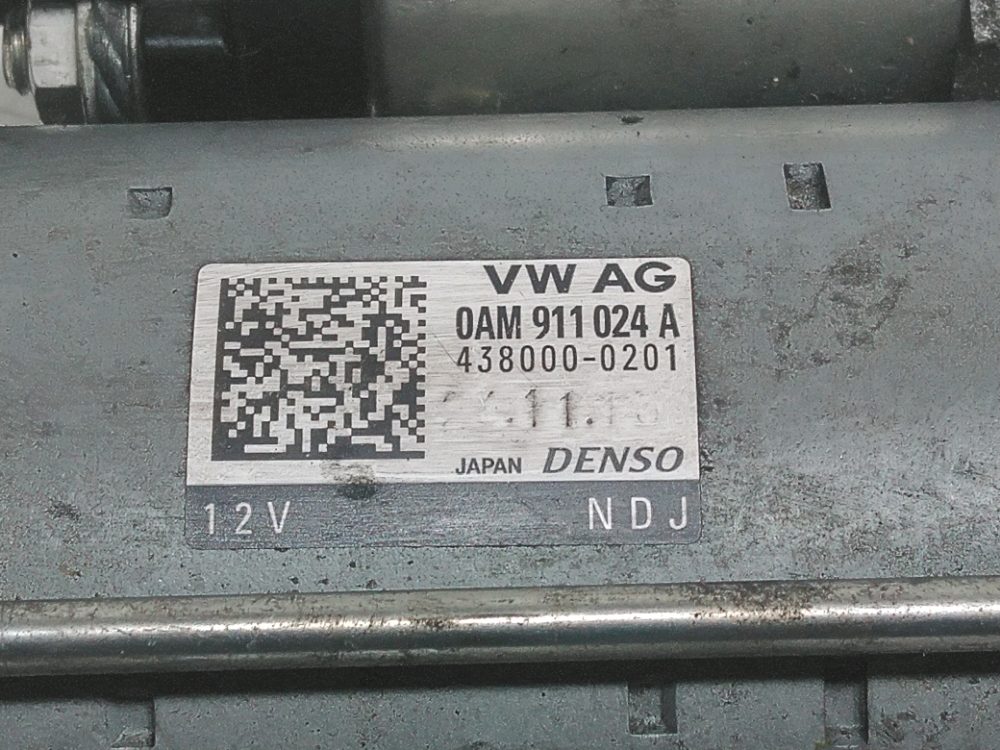 VW AG
0AM 911 024 A
438000-0201
JAPAN DENSO
12V NDJ